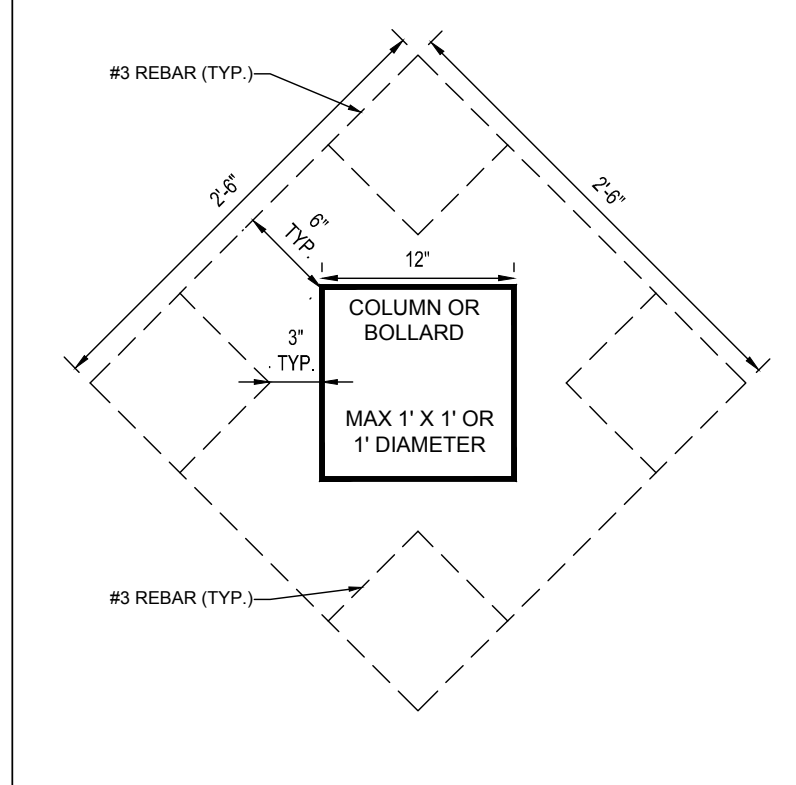 #3 REBAR (TYP.)
2'-6"
2'-6"
6"
TYP.
12"
COLUMN OR
BOLLARD
3"
TYP.
MAX 1' X 1' OR
1' DIAMETER
#3 REBAR (TYP.)